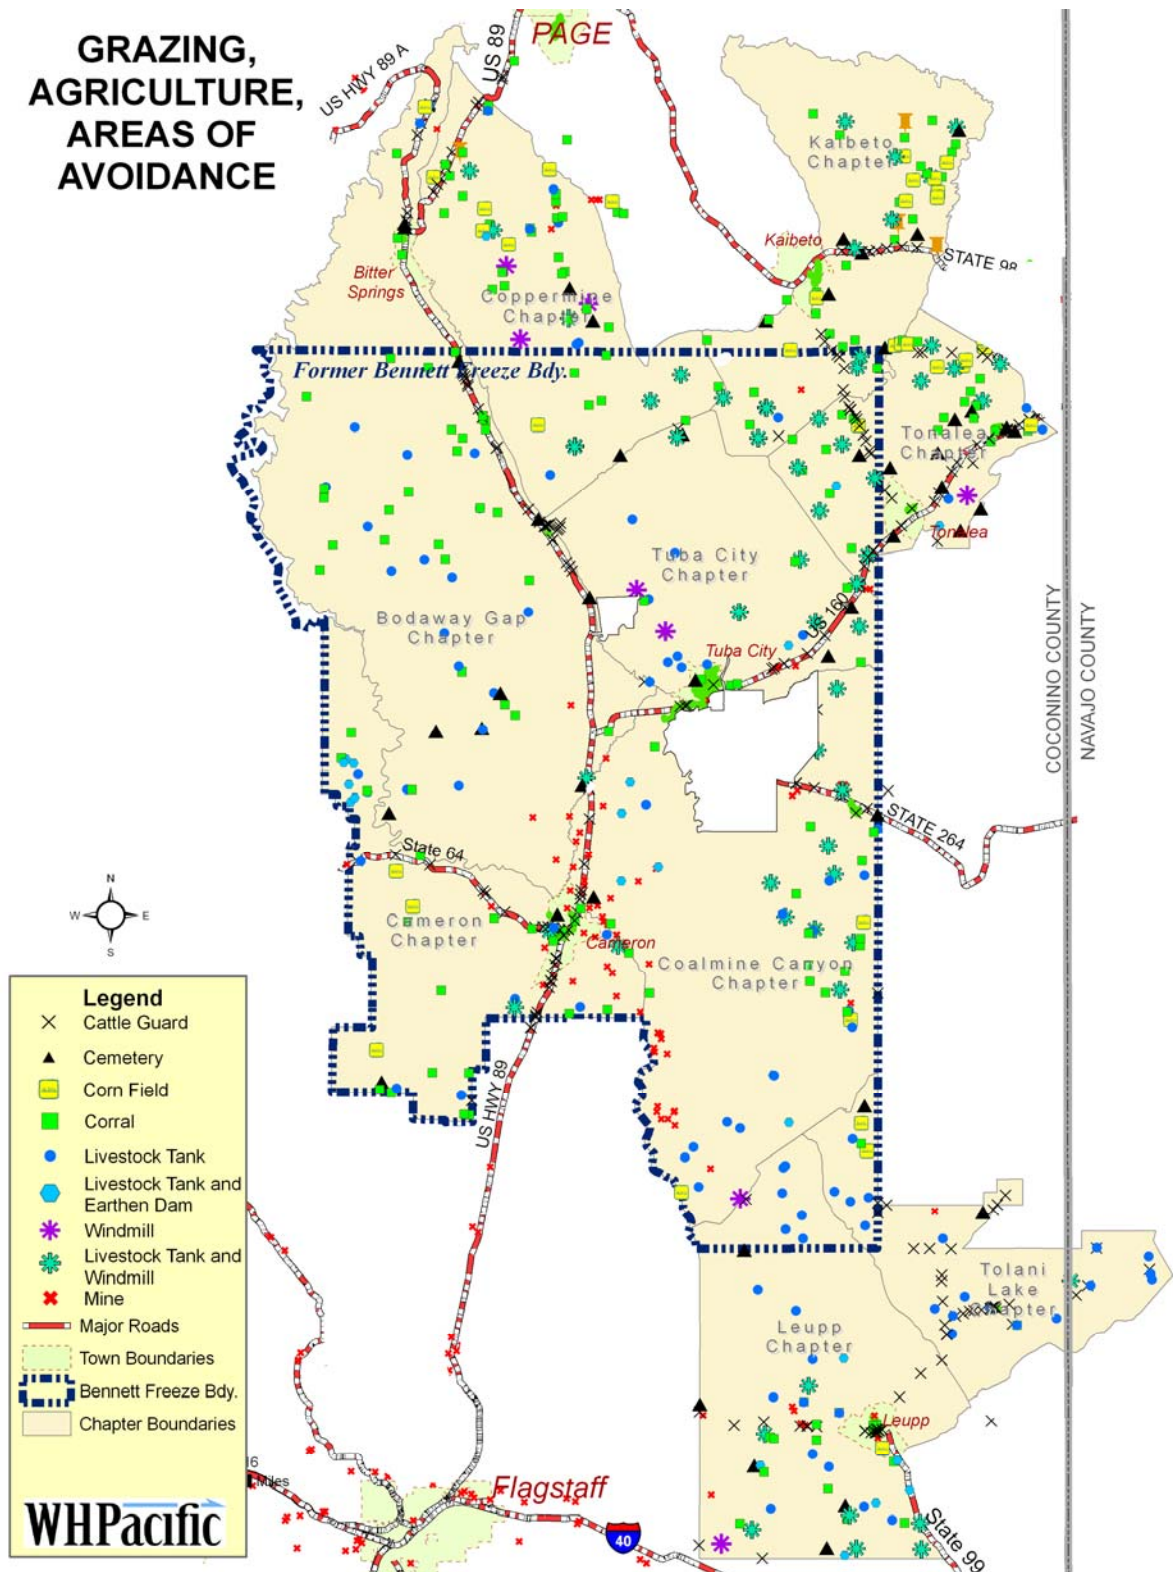 GRAZING,
AGRICULTURE,
AREAS OF
AVOIDANCE
PAGE
US 89
US HWY 89 A
Kaibeto
Chapter
Kaibeto
STATE 98
Bitter
Springs
Coppermine
Chapter
Former Bennett Freeze Bdy.
Tonalea
Chapter
Tonalea
Tuba City
Chapter
US 160
Bodaway Gap
Chapter
Tuba City
COCONINO COUNTY
NAVAJO COUNTY
STATE 264
State 64
N
W
E
S
Cameron
Chapter
Cameron
Coalmine Canyon
Chapter
US HWY 89
Legend
Cattle Guard
Cemetery
Corn Field
Corral
Livestock Tank
Livestock Tank and
Earthen Dam
Windmill
Livestock Tank and
Windmill
Mine
Major Roads
Town Boundaries
Bennett Freeze Bdy.
Chapter Boundaries
WHPacific
16
Miles
Tolani
Lake
Chapter
Leupp
Chapter
Leupp
Flagstaff
40
State 99